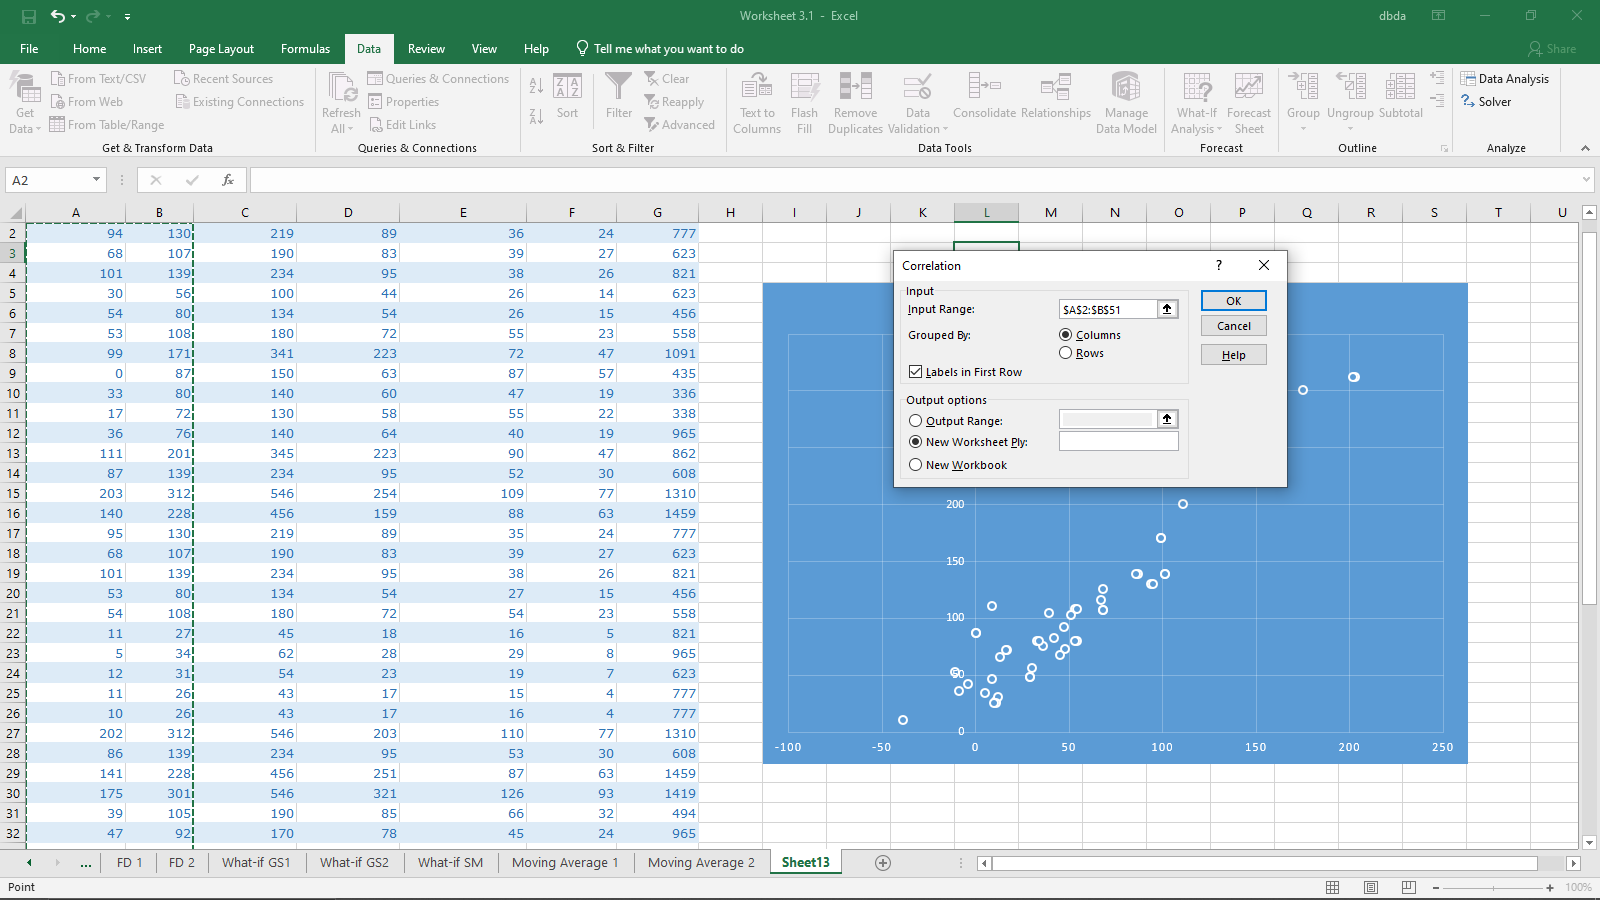 Worksheet 3.1 - Excel
dbda
File Home Insert Page Layout Formulas Data Review View Help Tell me what you want to do Share
Get Data
From Text/CSV
From Web
From Table/Range
Recent Sources
Existing Connections
Get & Transform Data
Refresh All
Queries & Connections
Properties
Edit Links
Queries & Connections
Sort
Filter
Clear
Reapply
Advanced
Sort & Filter
Text to Columns
Flash Fill
Remove Duplicates
Data Validation
Consolidate
Relationships
Manage Data Model
Data Tools
What-If Analysis
Forecast Sheet
Forecast
Group
Ungroup
Subtotal
Outline
Data Analysis
Solver
Analyze
A2
fx
A B C D E F G H I J K L M N O P Q R S T U
2 94 130 219 89 36 24 777
3 68 107 190 83 39 27 623
4 101 139 234 95 38 26 821
5 30 56 100 44 26 14 623
6 54 80 134 54 26 15 456
7 53 108 180 72 55 23 558
8 99 171 341 223 72 47 1091
9 0 87 150 63 87 57 435
10 33 80 140 60 47 19 336
11 17 72 130 58 55 22 338
12 36 76 140 64 40 19 965
13 111 201 345 223 90 47 862
14 87 139 234 95 52 30 608
15 203 312 546 254 109 77 1310
16 140 228 456 159 88 63 1459
17 95 130 219 89 35 24 777
18 68 107 190 83 39 27 623
19 101 139 234 95 38 26 821
20 53 80 134 54 27 15 456
21 54 108 180 72 54 23 558
22 11 27 45 18 16 5 821
23 5 34 62 28 29 8 965
24 12 31 54 23 19 7 623
25 11 26 43 17 15 4 777
26 10 26 43 17 16 4 777
27 202 312 546 203 110 77 1310
28 86 139 234 95 53 30 608
29 141 228 456 251 87 63 1459
30 175 301 546 321 126 93 1419
31 39 105 190 85 66 32 494
32 47 92 170 78 45 24 965
Correlation ?
Input
Input Range: $A$2:$B$51
Grouped By: Columns
Rows
Labels in First Row
Output options
Output Range:
New Worksheet Ply:
New Workbook
OK
Cancel
Help
200
150
100
50
0
-100 -50 0 50 100 150 200 250
... FD 1 FD 2 What-if GS1 What-if GS2 What-if SM Moving Average 1 Moving Average 2 Sheet13
Point
100%